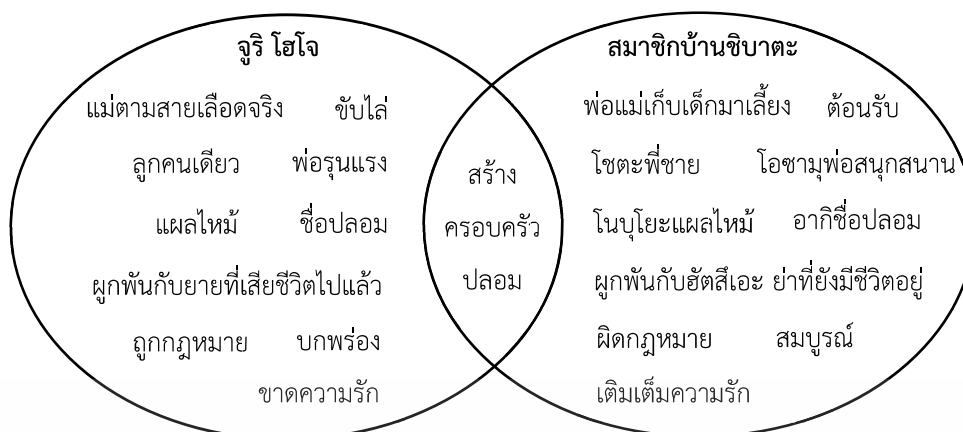 จูริ โฮโจ
แม่ตามสายเลือดจริง ขับไล่
ลูกคนเดียว พ่อรุนแรง
แผลไหม้ ชื่อปลอม
ผูกพันกับยายที่เสียชีวิตไปแล้ว
ถูกกฎหมาย บกพร่อง
ขาดความรัก
สร้าง
ครอบครัว
ปลอม
สมาชิกบ้านชิบาตะ
พ่อแม่เก็บเด็กมาเลี้ยง ต้อนรับ
โชตะพี่ชาย โอซามุพ่อสนุกสนาน
โนบุโยะแผลไหม้ อากิชื่อปลอม
ผูกพันกับฮัตสึเอะ ย่าที่ยังมีชีวิตอยู่
ผิดกฎหมาย สมบูรณ์
เติมเต็มความรัก